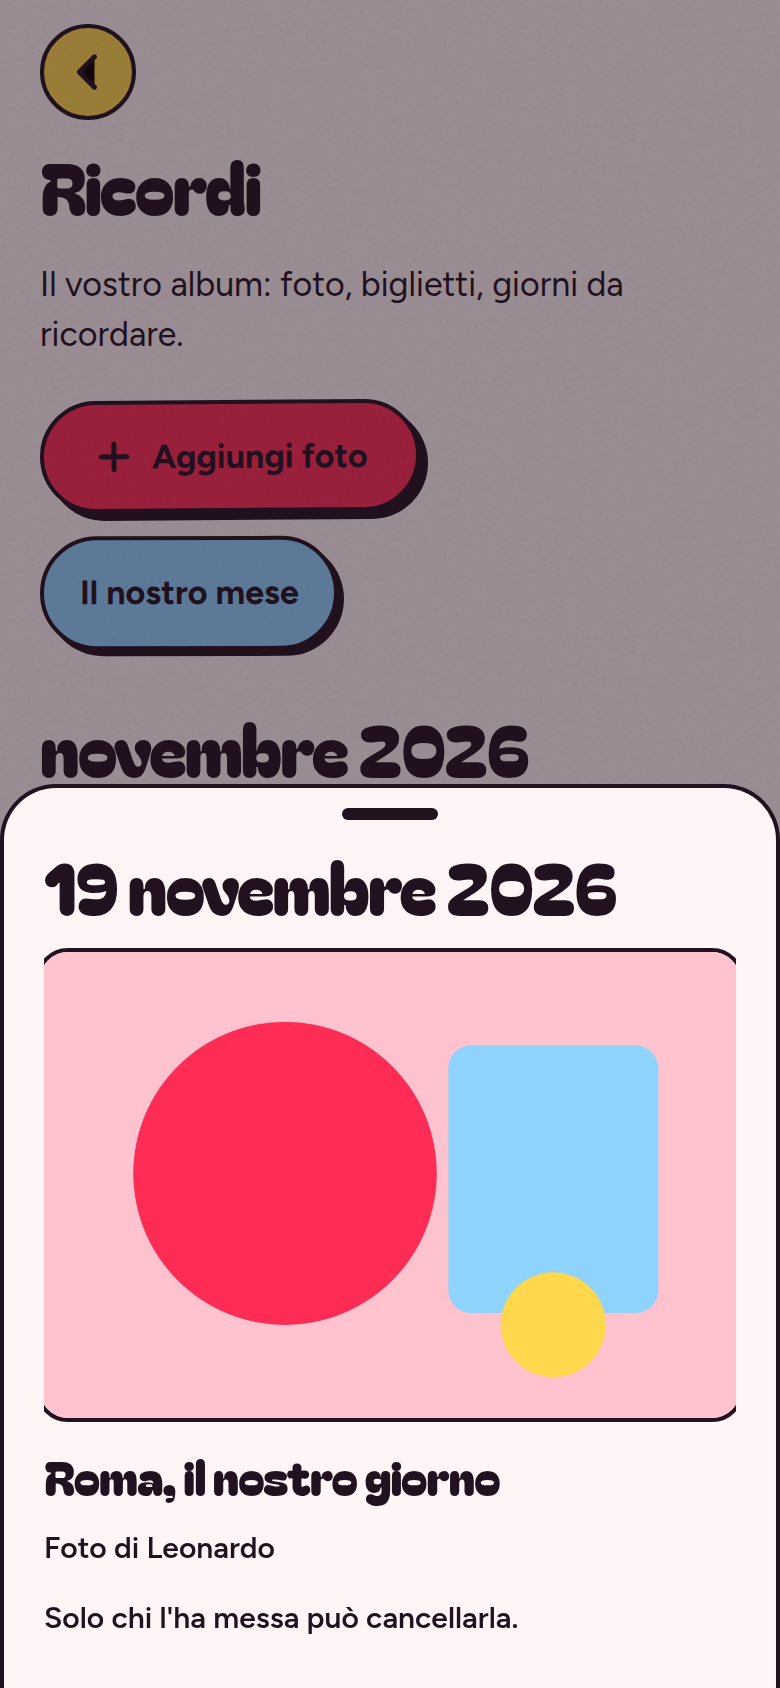 Ricordi
Il vostro album: foto, biglietti, giorni da
ricordare.
Aggiungi foto
Il nostro mese
novembre 2026
19 novembre 2026
Roma, il nostro giorno
Foto di Leonardo
Solo chi l'ha messa può cancellarla.